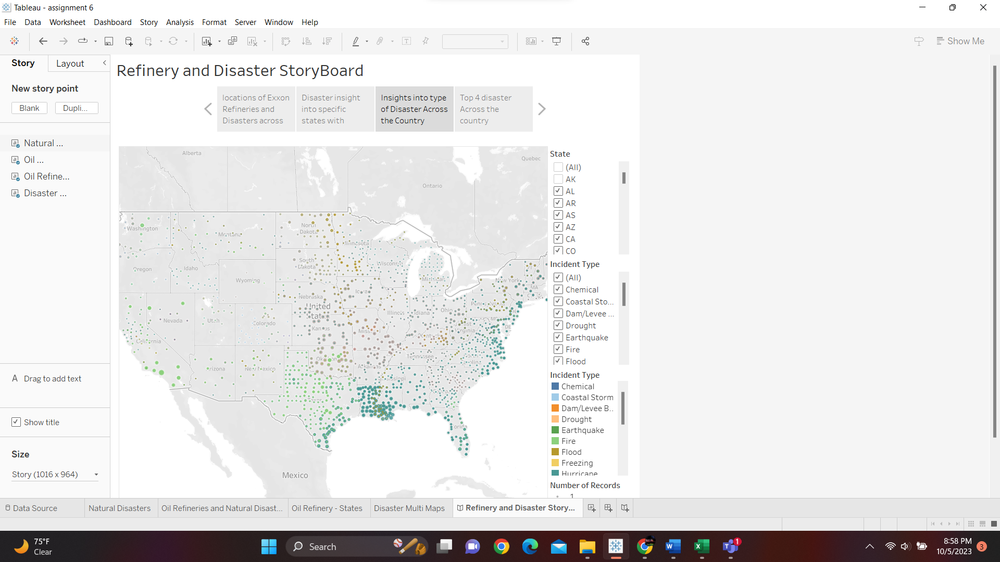 Tableau - assignment 6
File Data Worksheet Dashboard Story Analysis Format Server Window Help
Show Me
Story Layout
New story point
Blank Dupli...
Natural ...
Oil ...
Oil Refine...
Disaster ...
A Drag to add text
Show title
Size
Story (1016 x 964)
Refinery and Disaster StoryBoard
locations of Exxon
Refineries and
Disasters across
Disaster insight
into specific
states with
Insights into type
of Disaster Across
the Country
Top 4 disaster
Across the
country
Alberta
Quebec
Ontario
Washington
Montana
North
Dakota
Minnesota
Oregon
Idaho
South
Dakota
Wisconsin
Wyoming
Michigan
New York
MA
Iowa
Nebraska
United
States
Illinois
Indiana
Ohio
Pennsylvania
Nevada
Utah
Colorado
Kansas
Missouri
West
Virginia
MD
DE
California
Kentucky
Tennessee
Arizona
New Mexico
Oklahoma
Arkansas
Mississippi
Texas
Florida
Mexico
State
(All)
AK
AL
AR
AS
AZ
CA
CO
Incident Type
(All)
Chemical
Coastal Sto...
Dam/Levee ...
Drought
Earthquake
Fire
Flood
Incident Type
Chemical
Coastal Storm
Dam/Levee B..
Drought
Earthquake
Fire
Flood
Freezing
Hurricane
Number of Records
1
Data Source Natural Disasters Oil Refineries and Natural Disast... Oil Refinery - States Disaster Multi Maps Refinery and Disaster Story...
75°F
Clear
Search
1
8:58 PM
10/5/2023
3